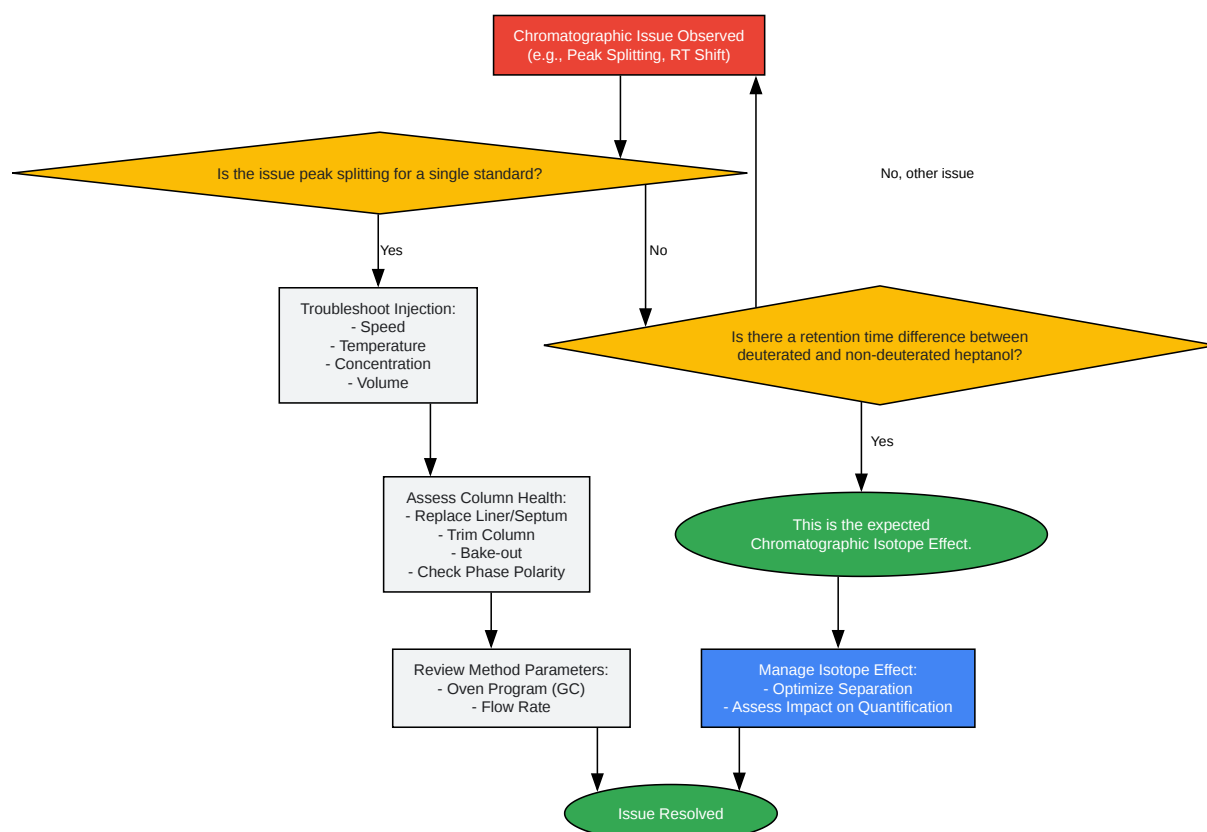 Chromatographic Issue Observed
(e.g., Peak Splitting, RT Shift)
Is the issue peak splitting for a single standard?
No, other issue
Yes
No
Troubleshoot Injection:
- Speed
- Temperature
- Concentration
- Volume
Is there a retention time difference between
deuterated and non-deuterated heptanol?
Yes
Assess Column Health:
- Replace Liner/Septum
- Trim Column
- Bake-out
- Check Phase Polarity
This is the expected
Chromatographic Isotope Effect.
Review Method Parameters:
- Oven Program (GC)
- Flow Rate
Manage Isotope Effect:
- Optimize Separation
- Assess Impact on Quantification
Issue Resolved